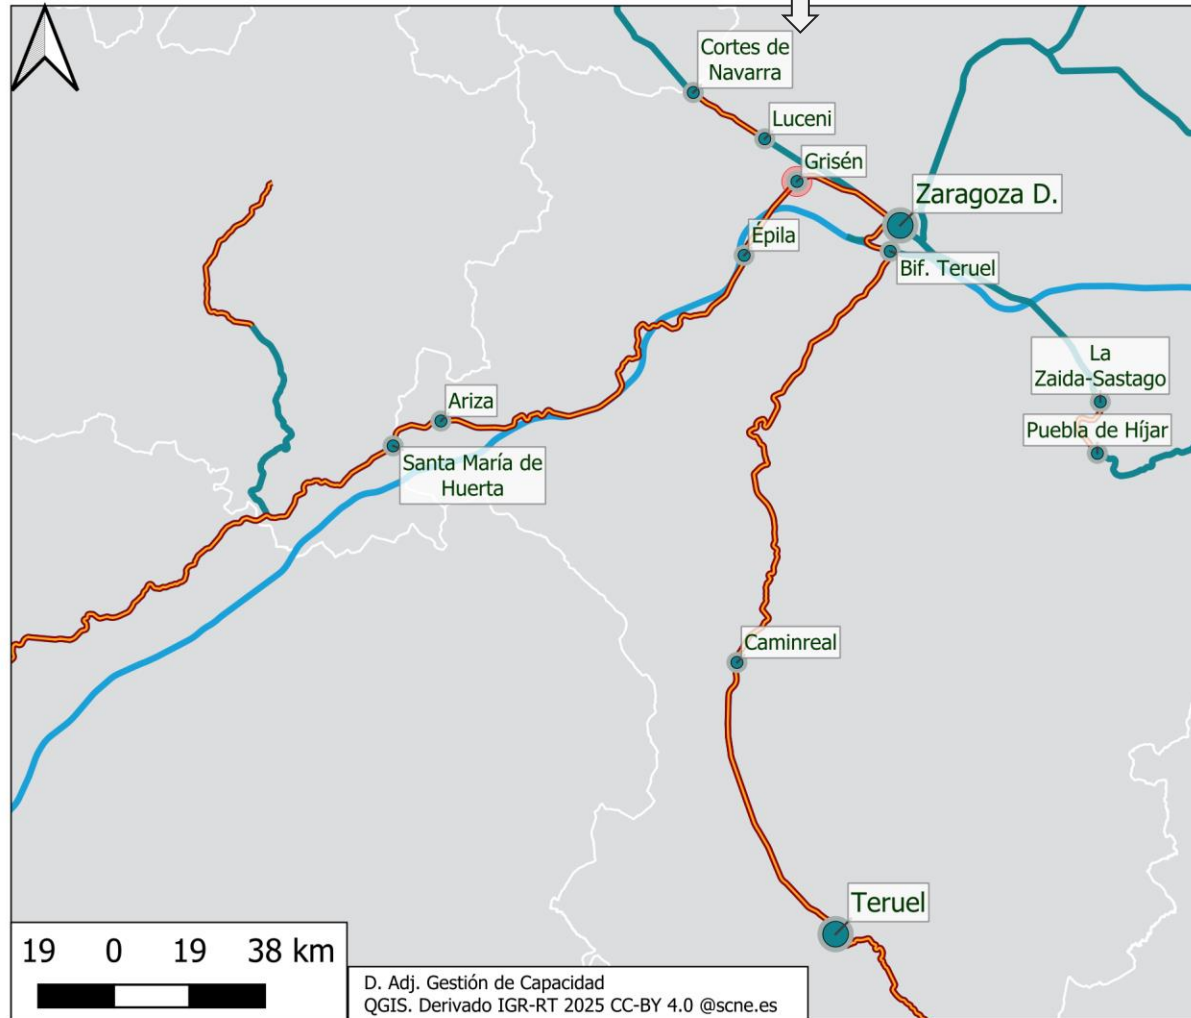 Cortes de
Navarra
Luceni
Grisén
Zaragoza D.
Épila
Bif. Teruel
La
Zaida-Sastago
Ariza
Puebla de Híjar
Santa María de
Huerta
Caminreal
Teruel
19 0 19 38 km
D. Adj. Gestión de Capacidad
QGIS. Derivado IGR-RT 2025 CC-BY 4.0 @scne.es